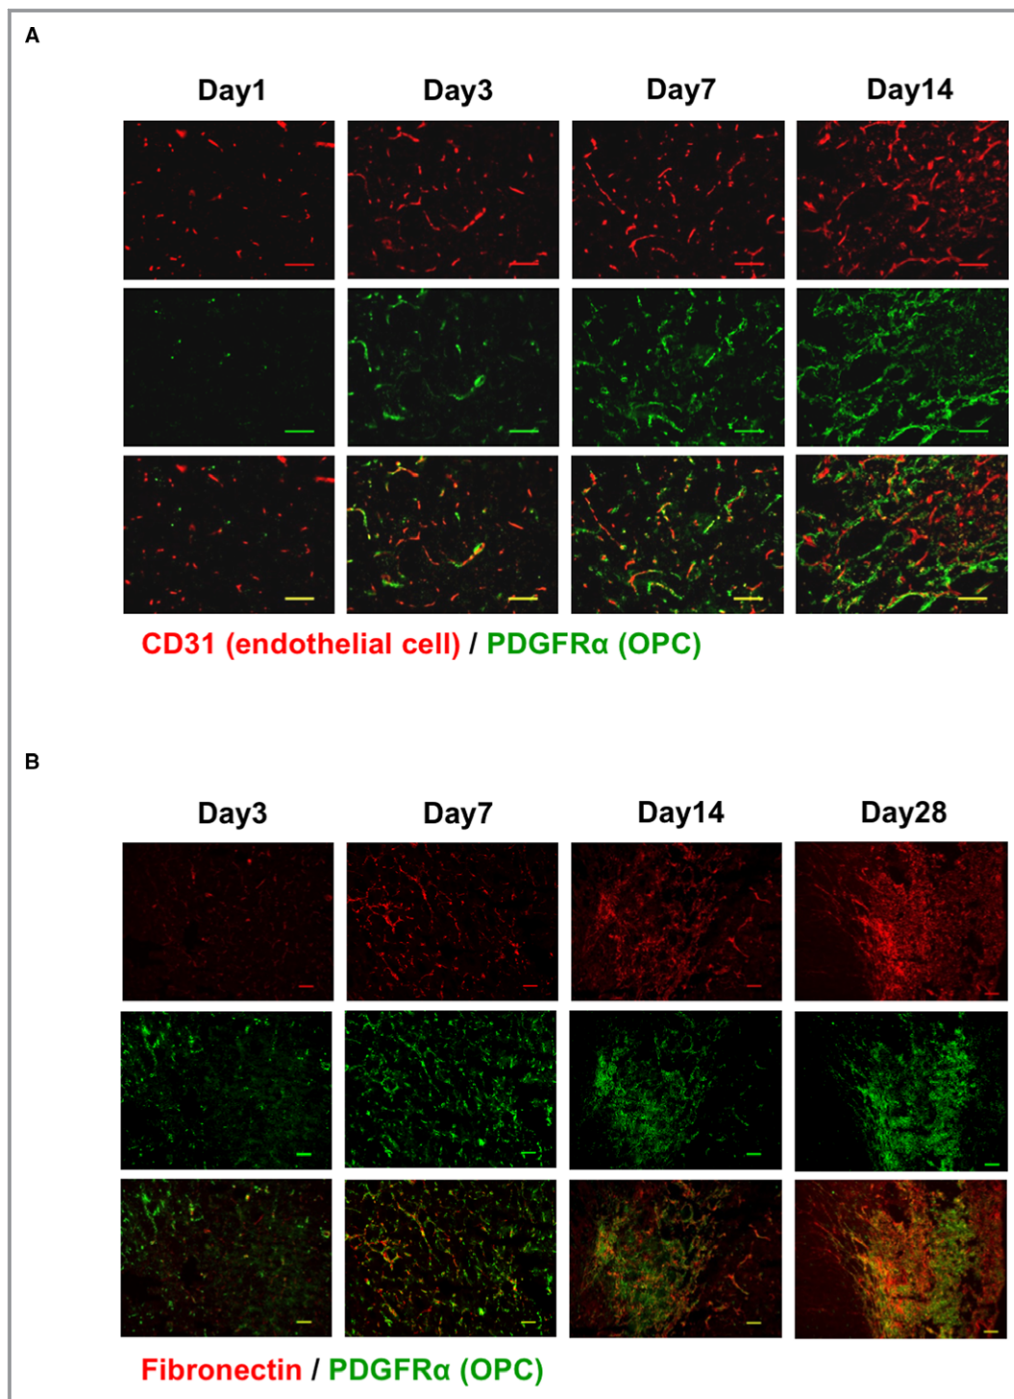 A
Day1 Day3 Day7 Day14
CD31 (endothelial cell) / PDGFRα (OPC)
B
Day3 Day7 Day14 Day28
Fibronectin / PDGFRα (OPC)